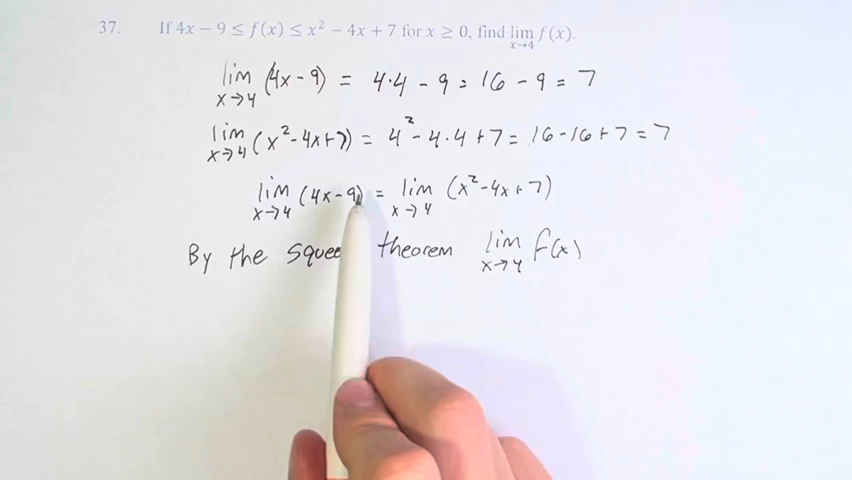 37. If 4x − 9 ≤ f(x) ≤ x² − 4x + 7 for x ≥ 0, find lim x→4 f(x).
lim x→4 (4x − 9) = 4·4 − 9 = 16 − 9 = 7
lim x→4 (x² − 4x + 7) = 4² − 4·4 + 7 = 16 − 16 + 7 = 7
lim x→4 (4x − 9) = lim x→4 (x² − 4x + 7)
By the theorem lim x→4 f(x)